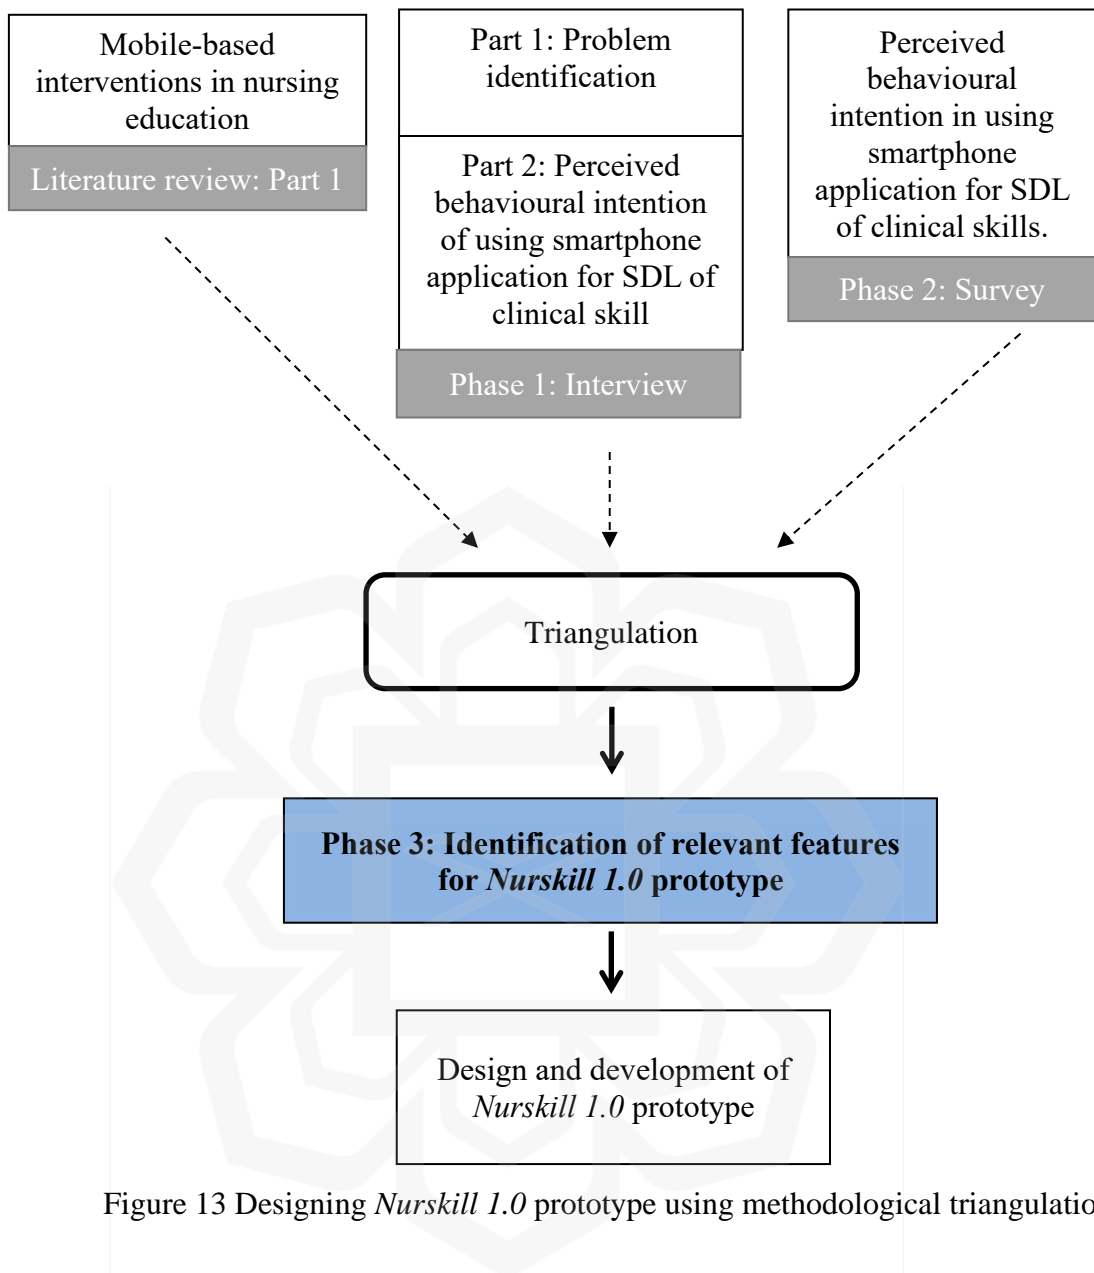 Mobile-based
interventions in nursing
education
Literature review: Part 1
Part 1: Problem
identification
Part 2: Perceived
behavioural intention
of using smartphone
application for SDL of
clinical skill
Phase 1: Interview
Perceived
behavioural
intention in using
smartphone
application for SDL
of clinical skills.
Phase 2: Survey
Triangulation
Phase 3: Identification of relevant features
for Nurskill 1.0 prototype
Design and development of
Nurskill 1.0 prototype
Figure 13 Designing Nurskill 1.0 prototype using methodological triangulatio